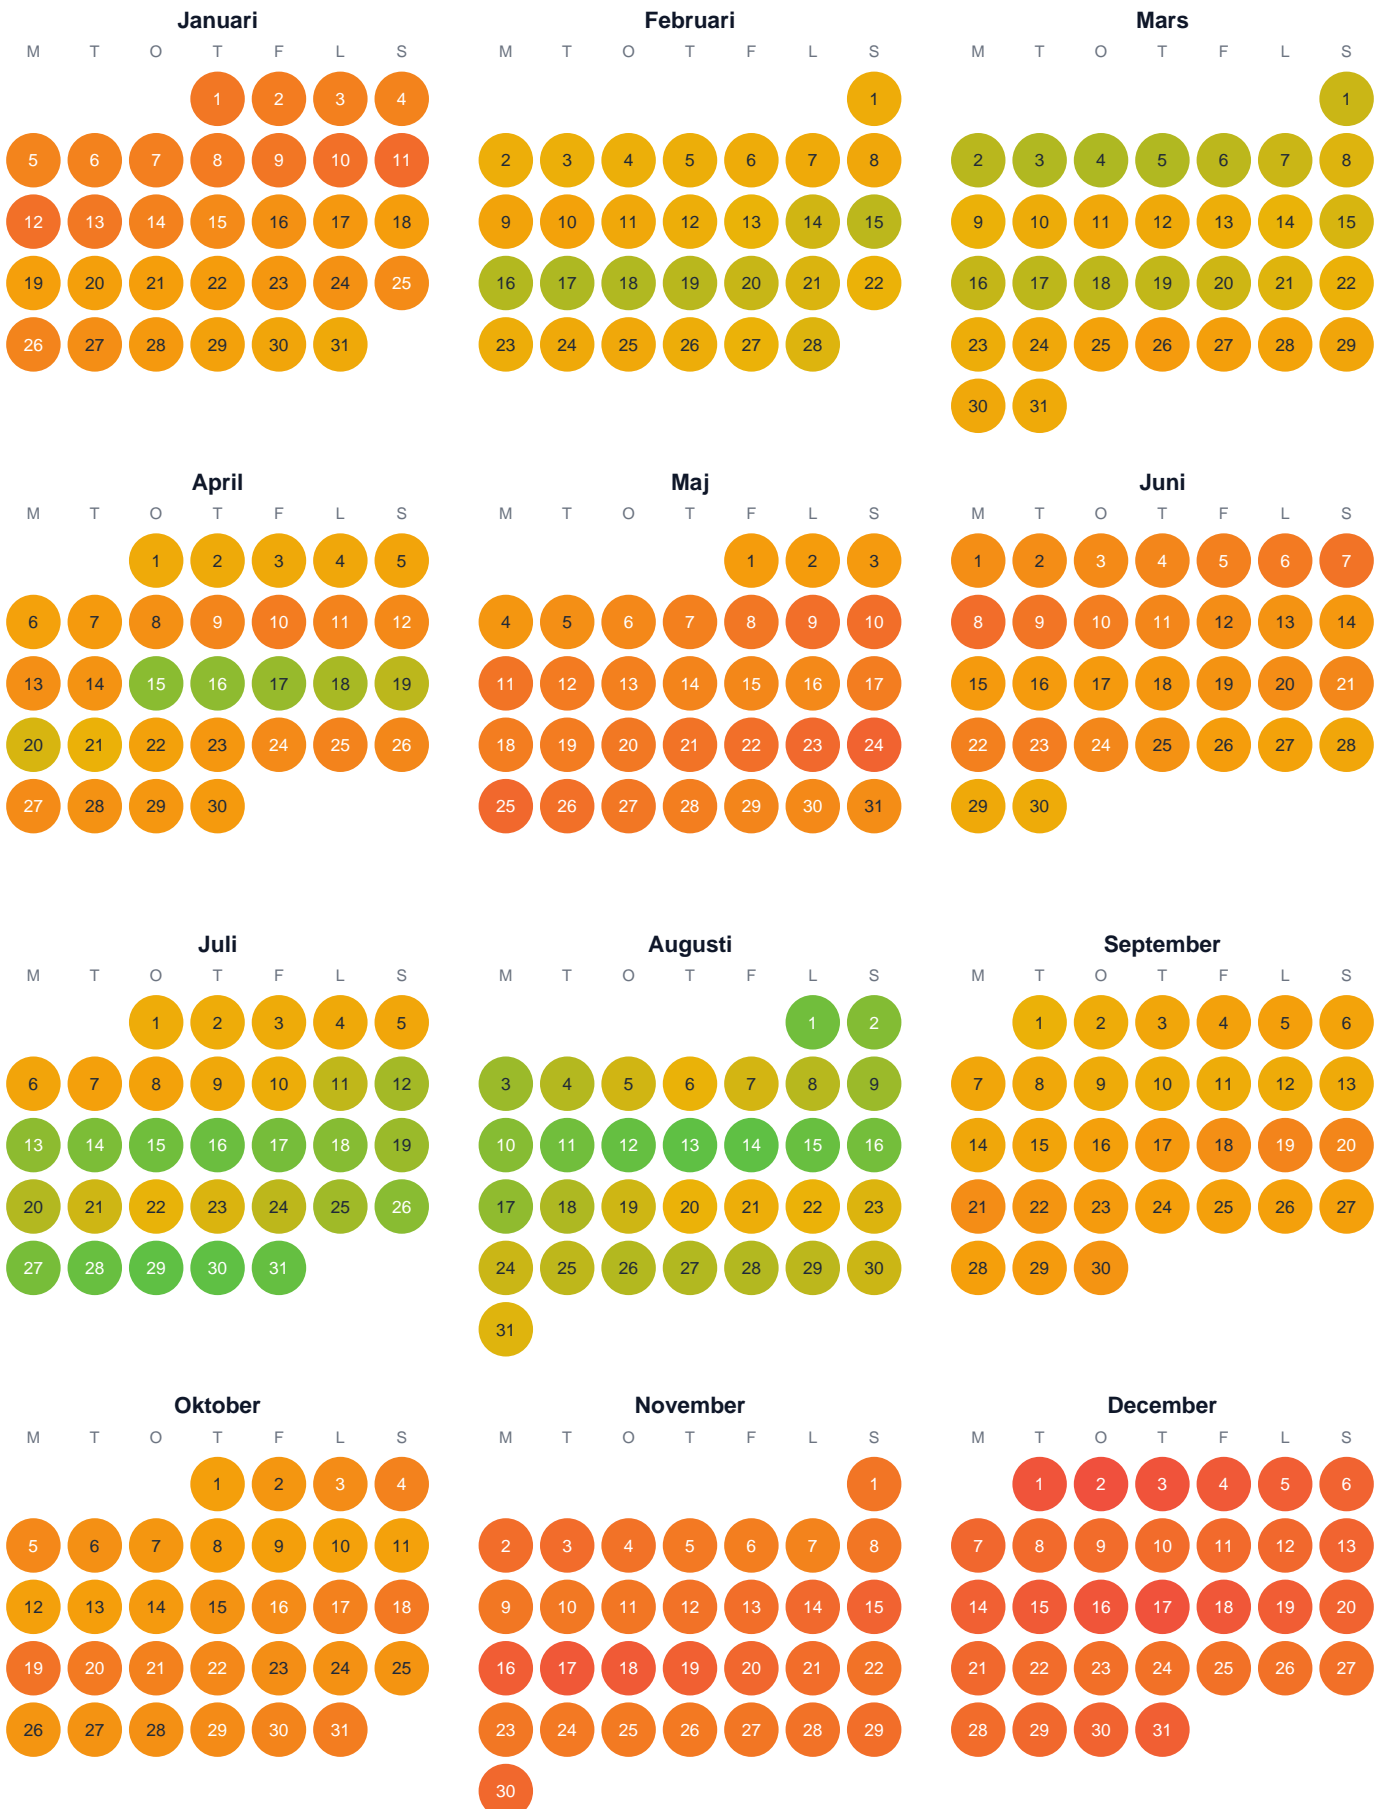 Januari
M T O T F L S
1 2 3 4
5 6 7 8 9 10 11
12 13 14 15 16 17 18
19 20 21 22 23 24 25
26 27 28 29 30 31
Februari
M T O T F L S
1
2 3 4 5 6 7 8
9 10 11 12 13 14 15
16 17 18 19 20 21 22
23 24 25 26 27 28
Mars
M T O T F L S
1
2 3 4 5 6 7 8
9 10 11 12 13 14 15
16 17 18 19 20 21 22
23 24 25 26 27 28 29
30 31
April
M T O T F L S
1 2 3 4 5
6 7 8 9 10 11 12
13 14 15 16 17 18 19
20 21 22 23 24 25 26
27 28 29 30
Maj
M T O T F L S
1 2 3
4 5 6 7 8 9 10
11 12 13 14 15 16 17
18 19 20 21 22 23 24
25 26 27 28 29 30 31
Juni
M T O T F L S
1 2 3 4 5 6 7
8 9 10 11 12 13 14
15 16 17 18 19 20 21
22 23 24 25 26 27 28
29 30
Juli
M T O T F L S
1 2 3 4 5
6 7 8 9 10 11 12
13 14 15 16 17 18 19
20 21 22 23 24 25 26
27 28 29 30 31
Augusti
M T O T F L S
1 2
3 4 5 6 7 8 9
10 11 12 13 14 15 16
17 18 19 20 21 22 23
24 25 26 27 28 29 30
31
September
M T O T F L S
1 2 3 4 5 6
7 8 9 10 11 12 13
14 15 16 17 18 19 20
21 22 23 24 25 26 27
28 29 30
Oktober
M T O T F L S
1 2 3 4
5 6 7 8 9 10 11
12 13 14 15 16 17 18
19 20 21 22 23 24 25
26 27 28 29 30 31
November
M T O T F L S
1
2 3 4 5 6 7 8
9 10 11 12 13 14 15
16 17 18 19 20 21 22
23 24 25 26 27 28 29
30
December
M T O T F L S
1 2 3 4 5 6
7 8 9 10 11 12 13
14 15 16 17 18 19 20
21 22 23 24 25 26 27
28 29 30 31